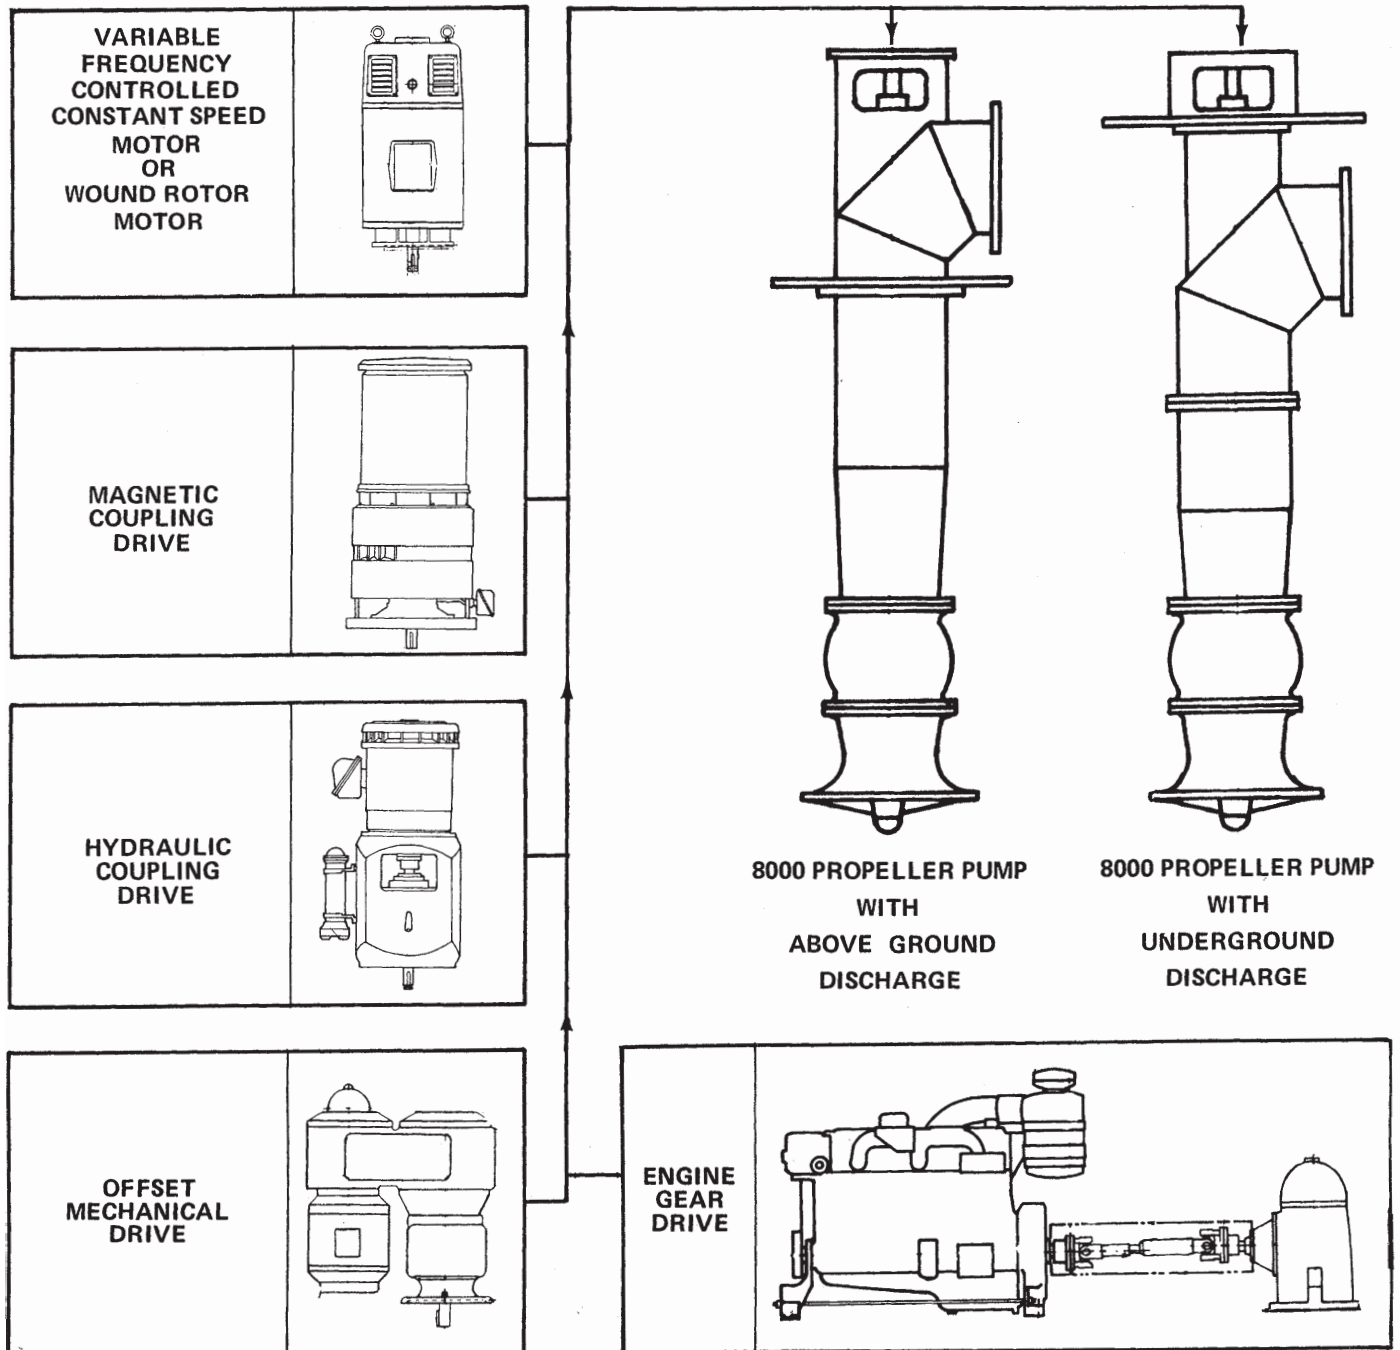 VARIABLE
FREQUENCY
CONTROLLED
CONSTANT SPEED
MOTOR
OR
WOUND ROTOR
MOTOR
MAGNETIC
COUPLING
DRIVE
HYDRAULIC
COUPLING
DRIVE
OFFSET
MECHANICAL
DRIVE
8000 PROPELLER PUMP
WITH
ABOVE GROUND
DISCHARGE
8000 PROPELLER PUMP
WITH
UNDERGROUND
DISCHARGE
ENGINE
GEAR
DRIVE